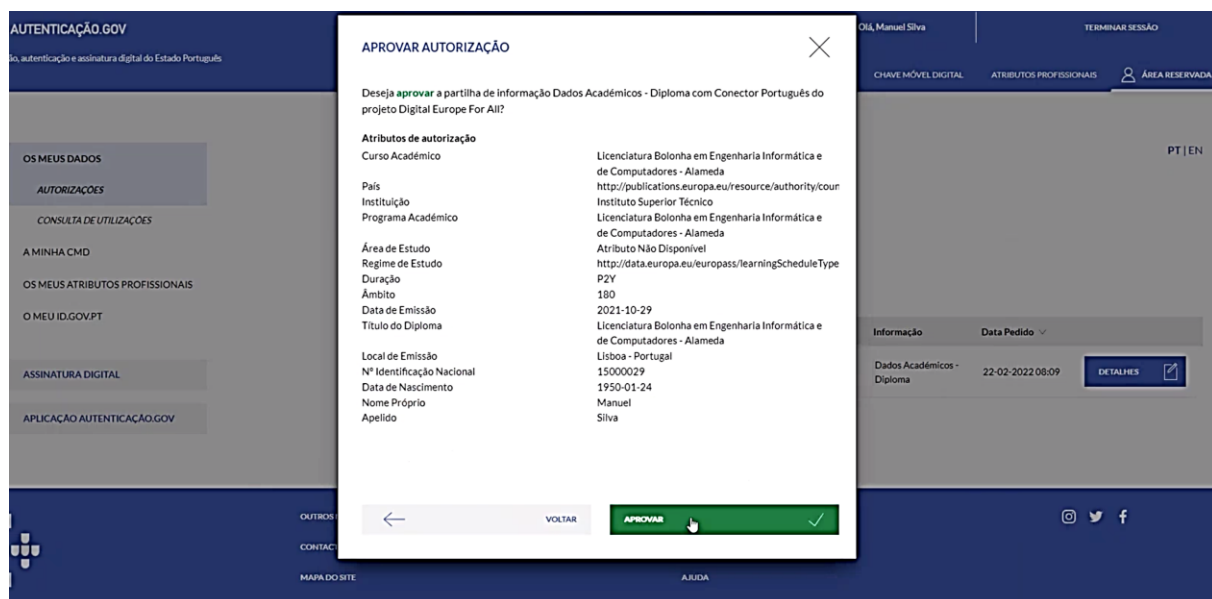 AUTENTICAÇÃO.GOV
autenticação e assinatura digital do Estado Português
Olá, Manuel Silva
TERMINAR SESSÃO
CHAVE MÓVEL DIGITAL
ATRIBUTOS PROFISSIONAIS
ÁREA RESERVADA
PT | EN
OS MEUS DADOS
AUTORIZAÇÕES
CONSULTA DE UTILIZAÇÕES
A MINHA CMD
OS MEUS ATRIBUTOS PROFISSIONAIS
O MEU ID.GOV.PT
ASSINATURA DIGITAL
APLICAÇÃO AUTENTICAÇÃO.GOV
APROVAR AUTORIZAÇÃO
Deseja aprovar a partilha de informação Dados Académicos - Diploma com Conector Português do
projeto Digital Europe For All?
Atributos de autorização
Curso Académico Licenciatura Bolonha em Engenharia Informática e
de Computadores - Alameda
País http://publications.europa.eu/resource/authority/coun
Instituição Instituto Superior Técnico
Programa Académico Licenciatura Bolonha em Engenharia Informática e
de Computadores - Alameda
Área de Estudo Atributo Não Disponível
Regime de Estudo http://data.europa.eu/europass/learningScheduleType
Duração P2Y
Âmbito 180
Data de Emissão 2021-10-29
Título do Diploma Licenciatura Bolonha em Engenharia Informática e
de Computadores - Alameda
Local de Emissão Lisboa - Portugal
Nº Identificação Nacional 15000029
Data de Nascimento 1950-01-24
Nome Próprio Manuel
Apelido Silva
VOLTAR
APROVAR
Informação Data Pedido
Dados Académicos -
Diploma
22-02-2022 08:09
DETALHES
OUTROS
CONTACT
MAPA DO SITE
AJUDA